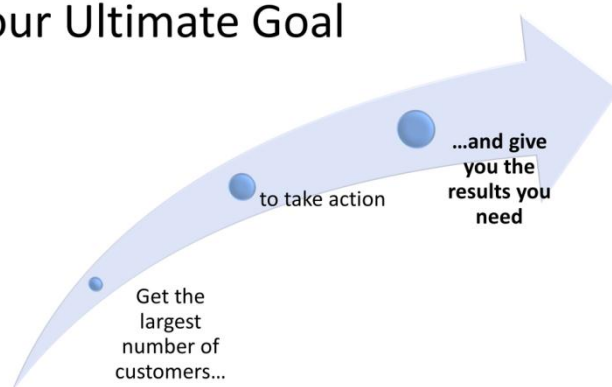 our Ultimate Goal
Get the
largest
number of
customers...
to take action
...and give
you the
results you
need